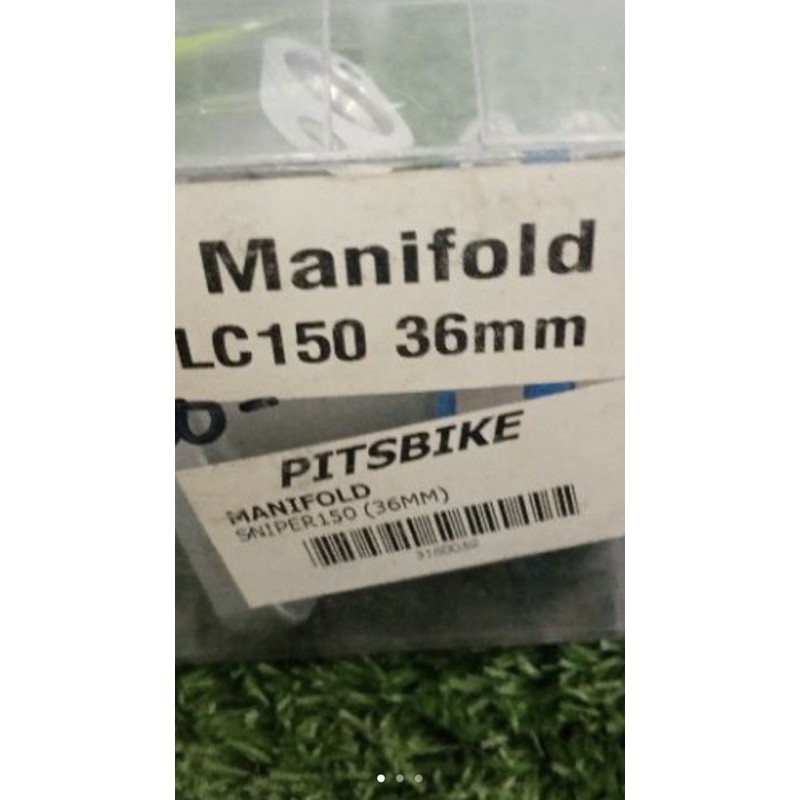 Manifold
LC150 36mm
PITSBIKE
MANIFOLD
SNIPER150 (36MM)